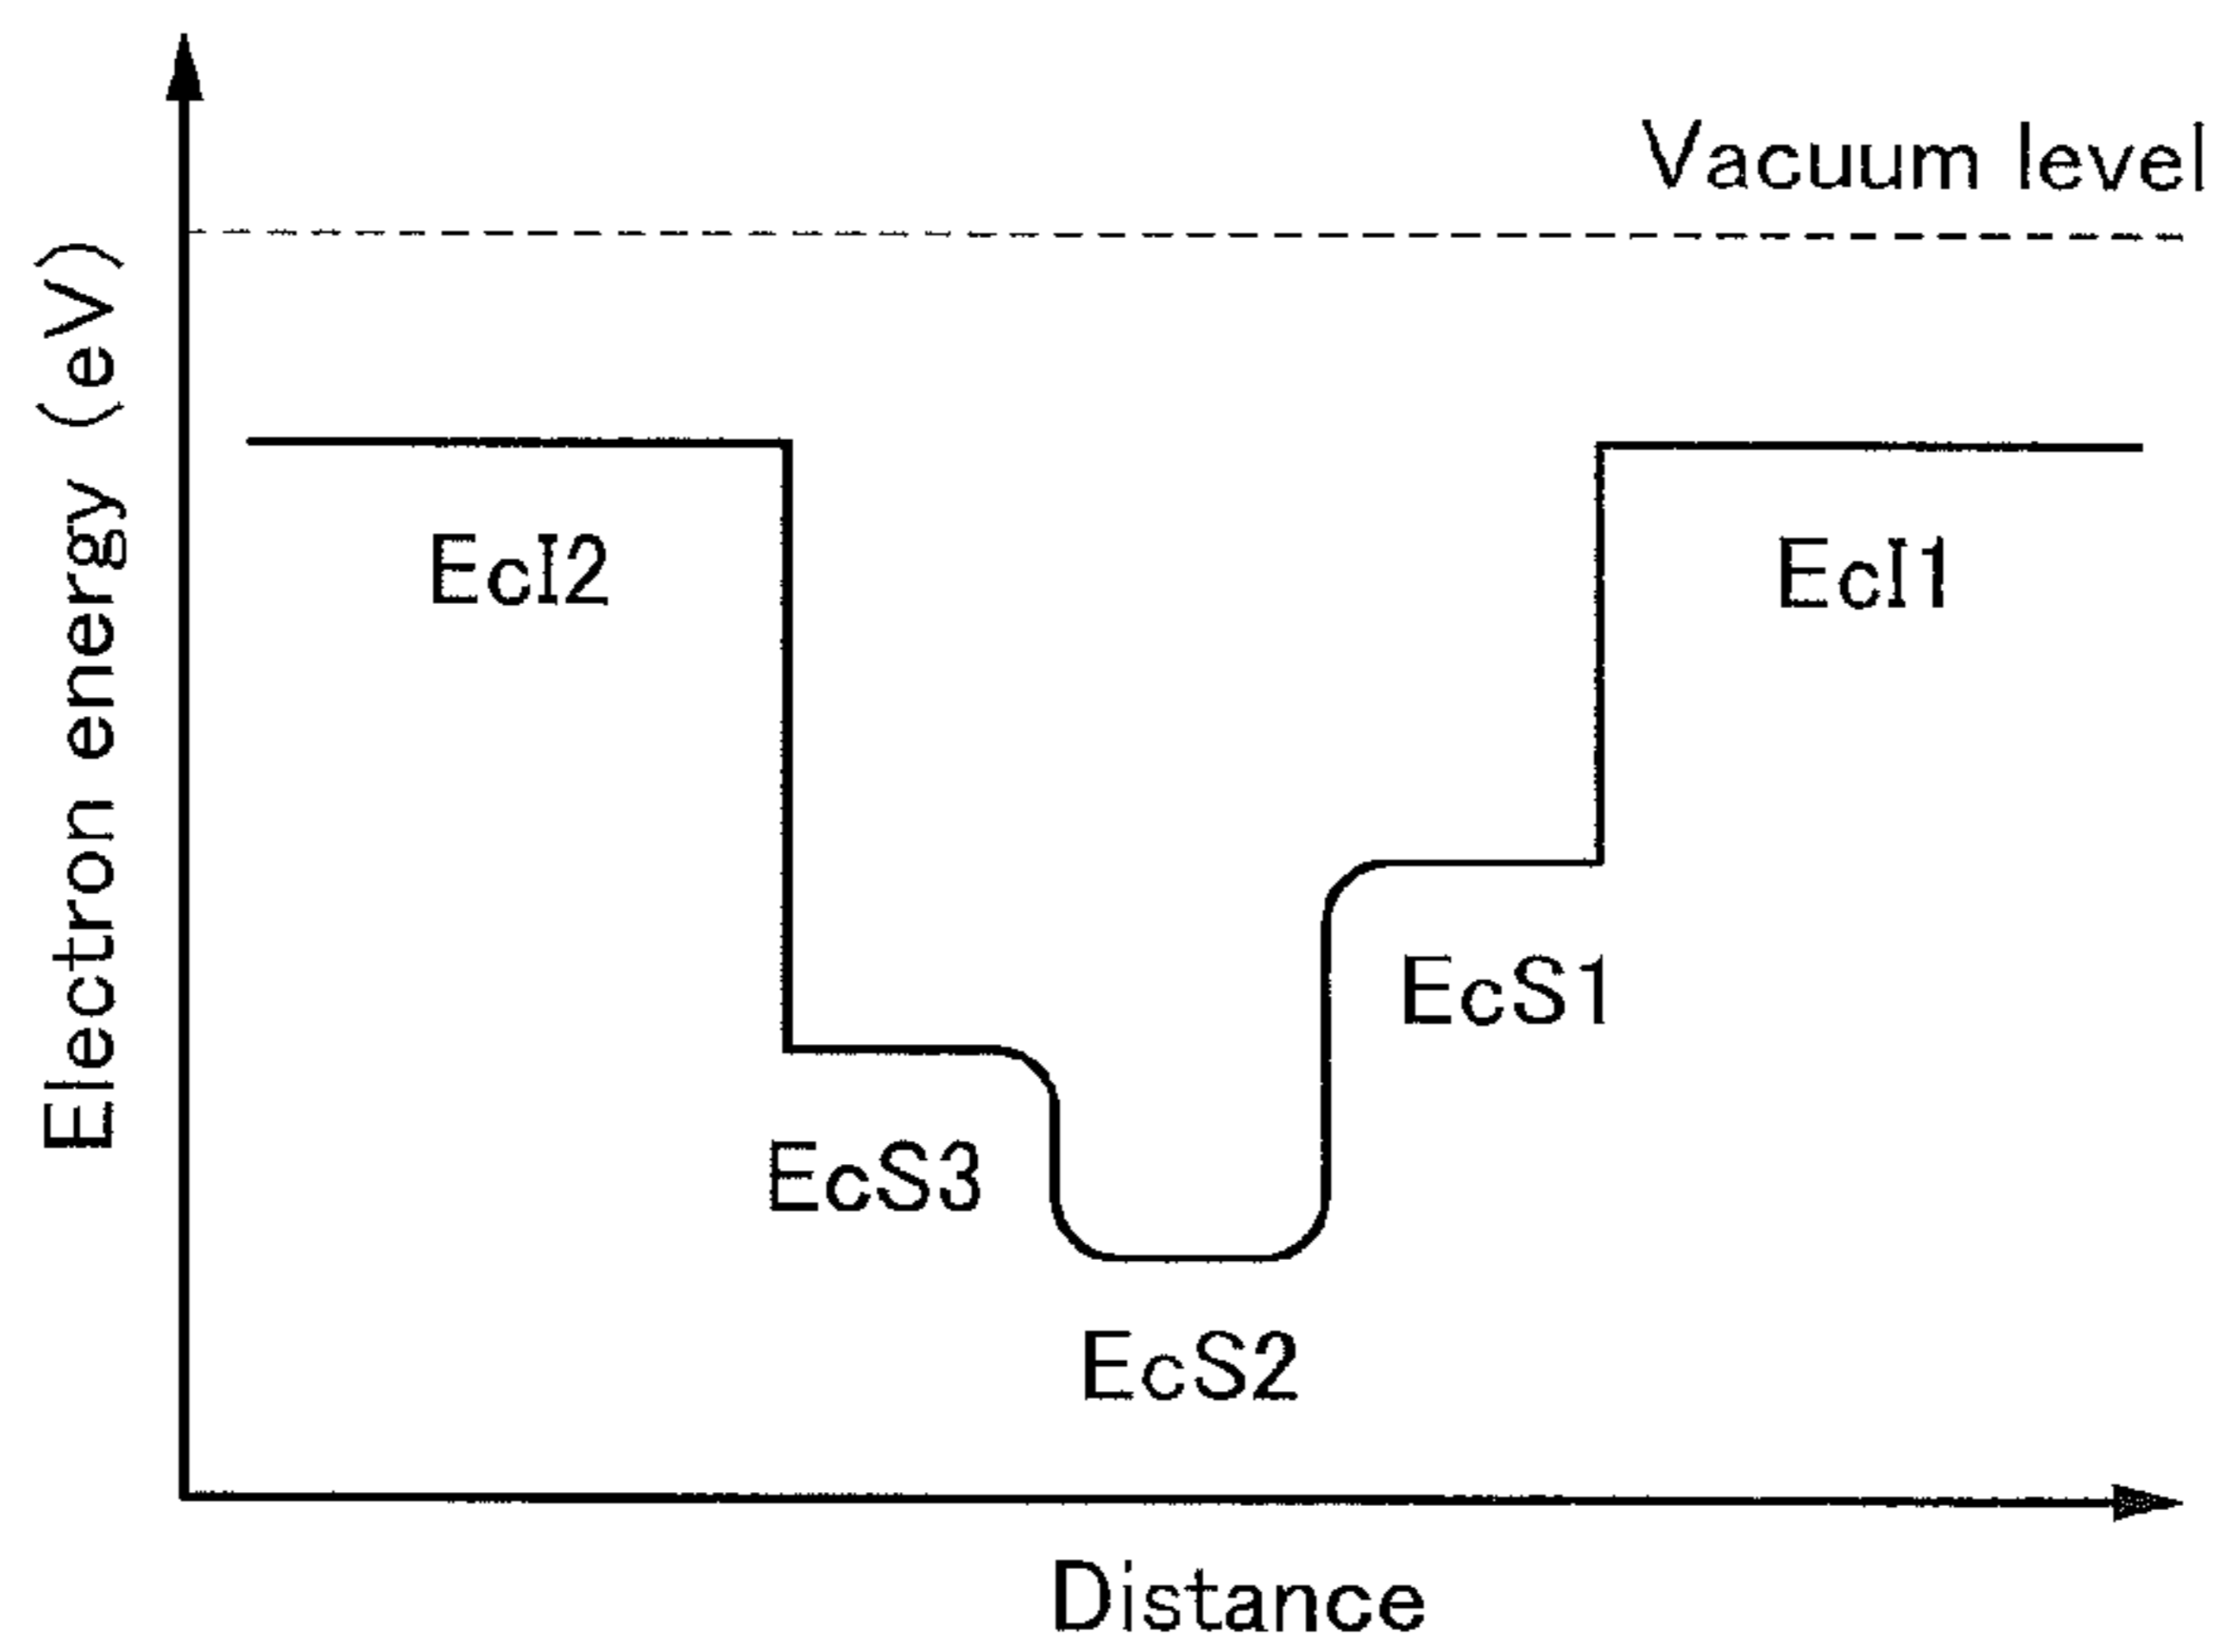 Electron energy (eV)
Vacuum level
EcI2
EcI1
EcS1
EcS3
EcS2
Distance